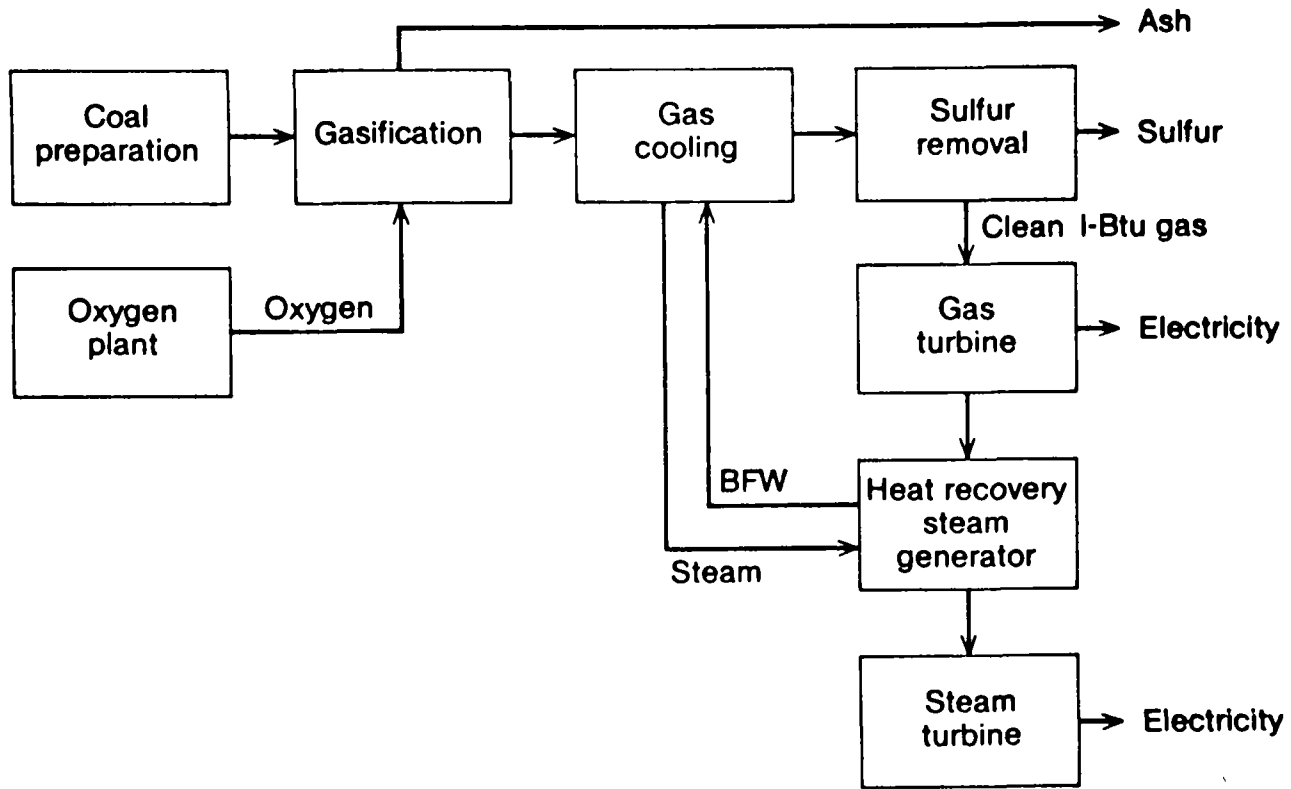 Ash
Coal
preparation
Gasification
Gas
cooling
Sulfur
removal
Sulfur
Clean I-Btu gas
Oxygen
plant
Oxygen
Gas
turbine
Electricity
BFW
Steam
Heat recovery
steam
generator
Steam
turbine
Electricity